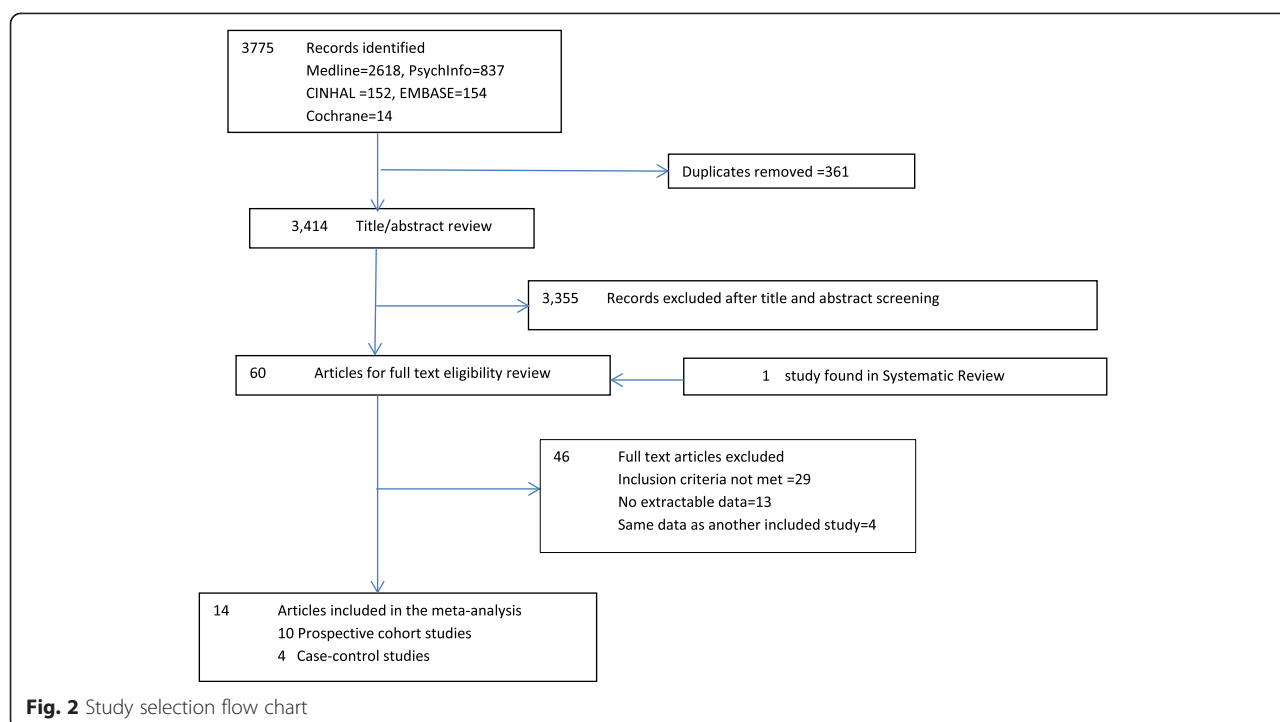 3775 Records identified
Medline=2618, PsychInfo=837
CINHAL =152, EMBASE=154
Cochrane=14
Duplicates removed =361
3,414 Title/abstract review
3,355 Records excluded after title and abstract screening
60 Articles for full text eligibility review
1 study found in Systematic Review
46 Full text articles excluded
Inclusion criteria not met =29
No extractable data=13
Same data as another included study=4
14 Articles included in the meta-analysis
10 Prospective cohort studies
4 Case-control studies
Fig. 2 Study selection flow chart